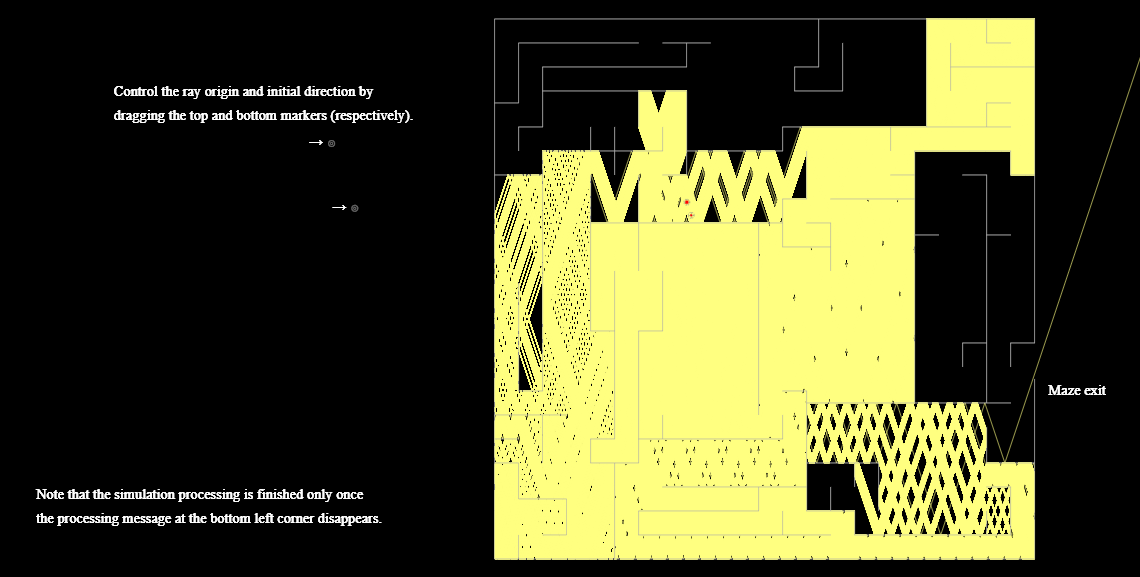 Control the ray origin and initial direction by
dragging the top and bottom markers (respectively).
→
→
Maze exit
Note that the simulation processing is finished only once
the processing message at the bottom left corner disappears.